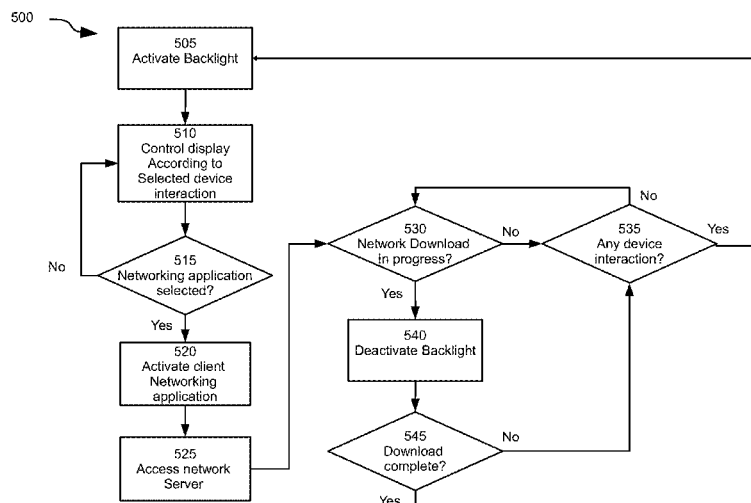 500
505
Activate Backlight
510
Control display
According to
Selected device
interaction
515
Networking application
selected?
No
Yes
520
Activate client
Networking
application
525
Access network
Server
530
Network Download
In progress?
No
Yes
535
Any device
interaction?
No
Yes
540
Deactivate Backlight
545
Download
complete?
No
Yes